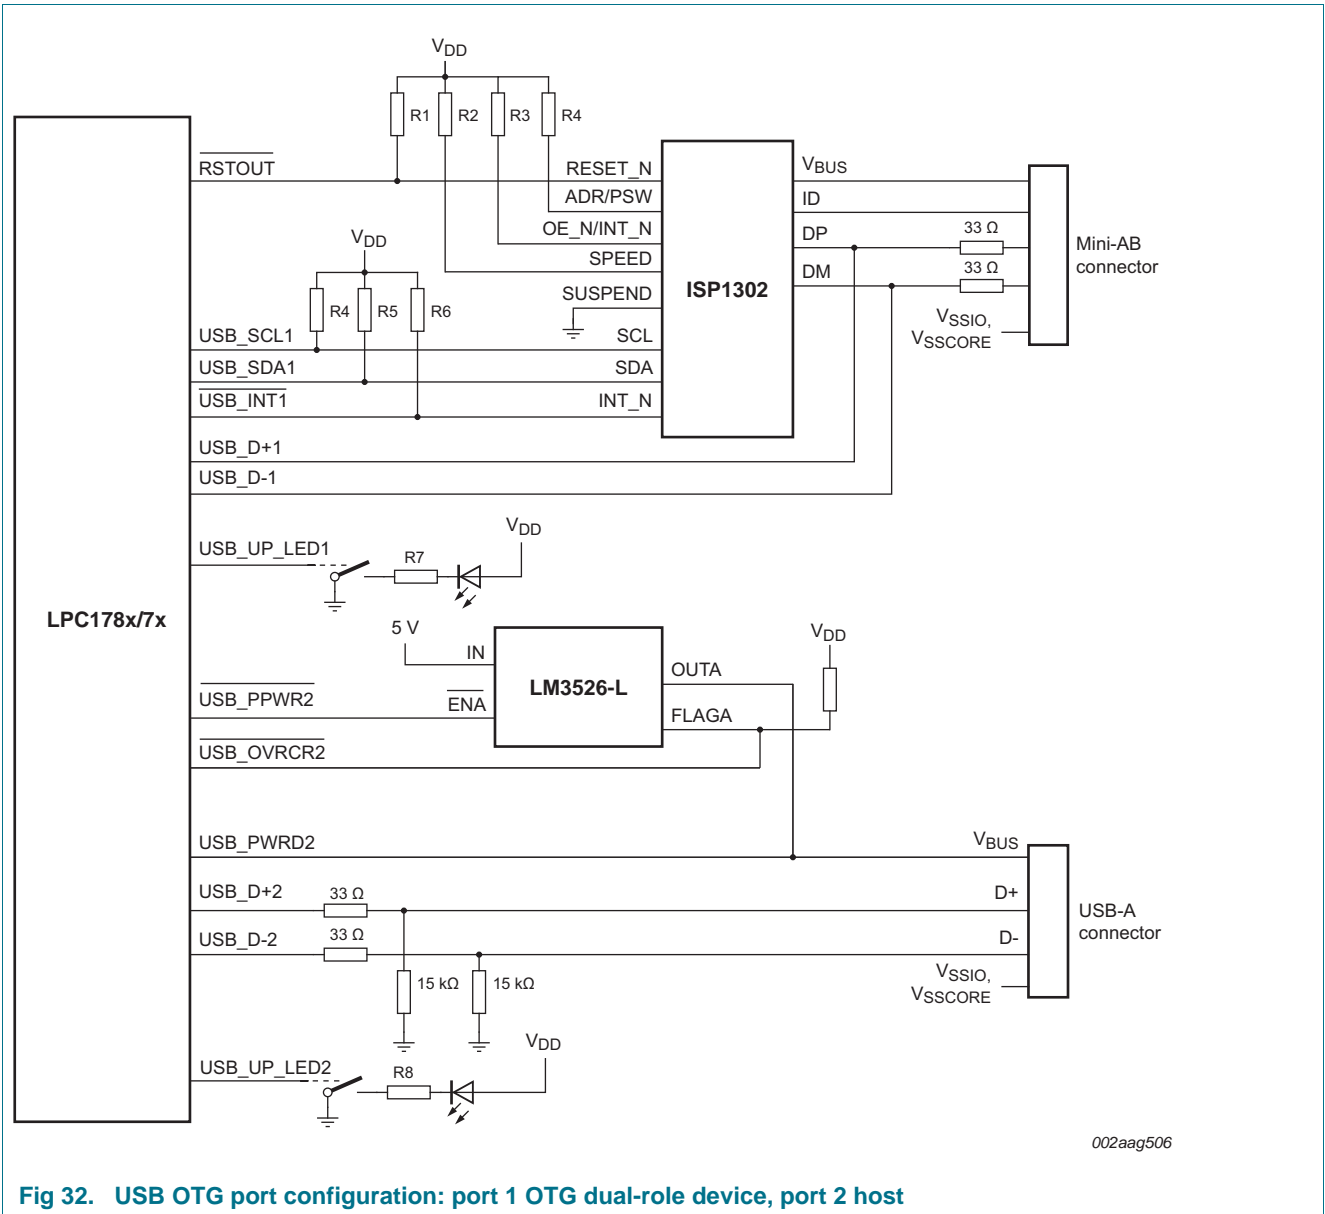 VDD
R1 R2 R3 R4
RSTOUT
RESET_N
ADR/PSW
OE_N/INT_N
SPEED
SUSPEND
SCL
SDA
INT_N
ISP1302
VBUS
ID
DP
DM
33 Ω
33 Ω
Mini-AB
connector
VSSIO,
VSSCORE
VDD
R4 R5 R6
USB_SCL1
USB_SDA1
USB_INT1
USB_D+1
USB_D-1
USB_UP_LED1
R7
VDD
LPC178x/7x
5 V
IN
ENA
LM3526-L
OUTA
FLAGA
VDD
USB_PPWR2
USB_OVRCR2
USB_PWRD2
VBUS
USB_D+2
33 Ω
D+
USB_D-2
33 Ω
D-
USB-A
connector
15 kΩ
15 kΩ
VSSIO,
VSSCORE
USB_UP_LED2
R8
VDD
002aag506
Fig 32. USB OTG port configuration: port 1 OTG dual-role device, port 2 host